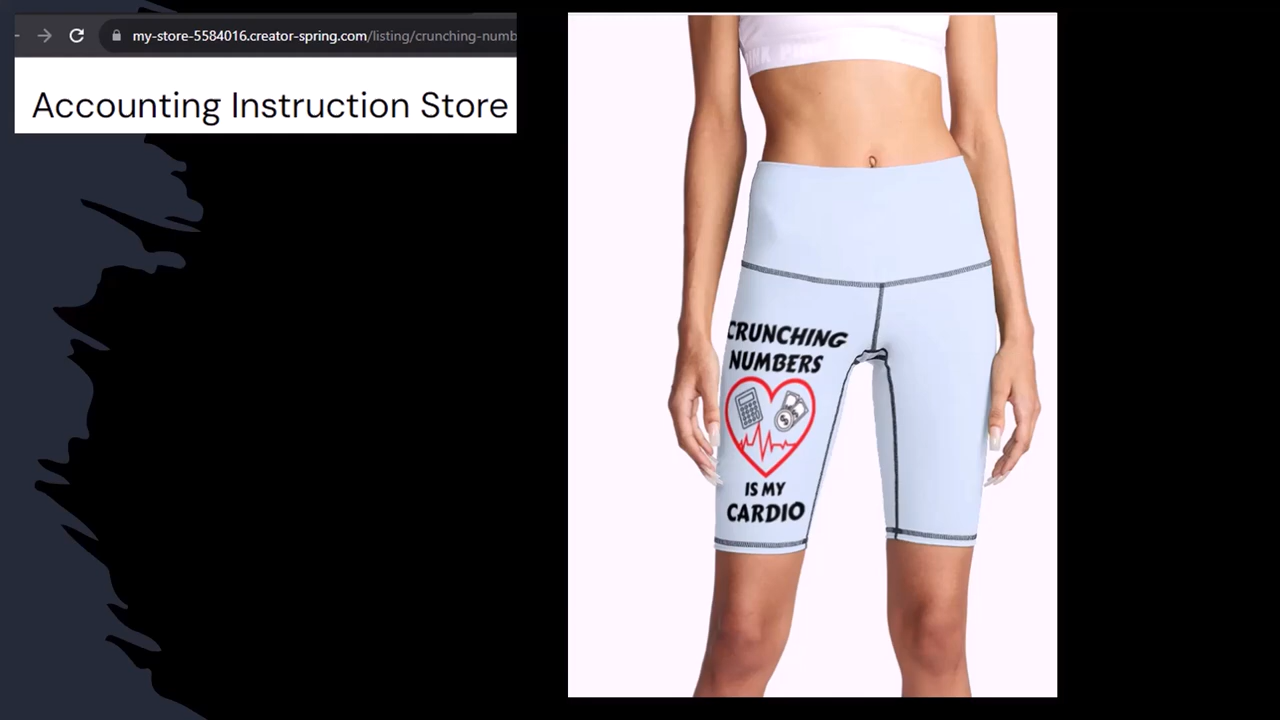 my-store-5584016.creator-spring.com/listing/crunching-numb
Accounting Instruction Store
CRUNCHING
NUMBERS
IS MY
CARDIO